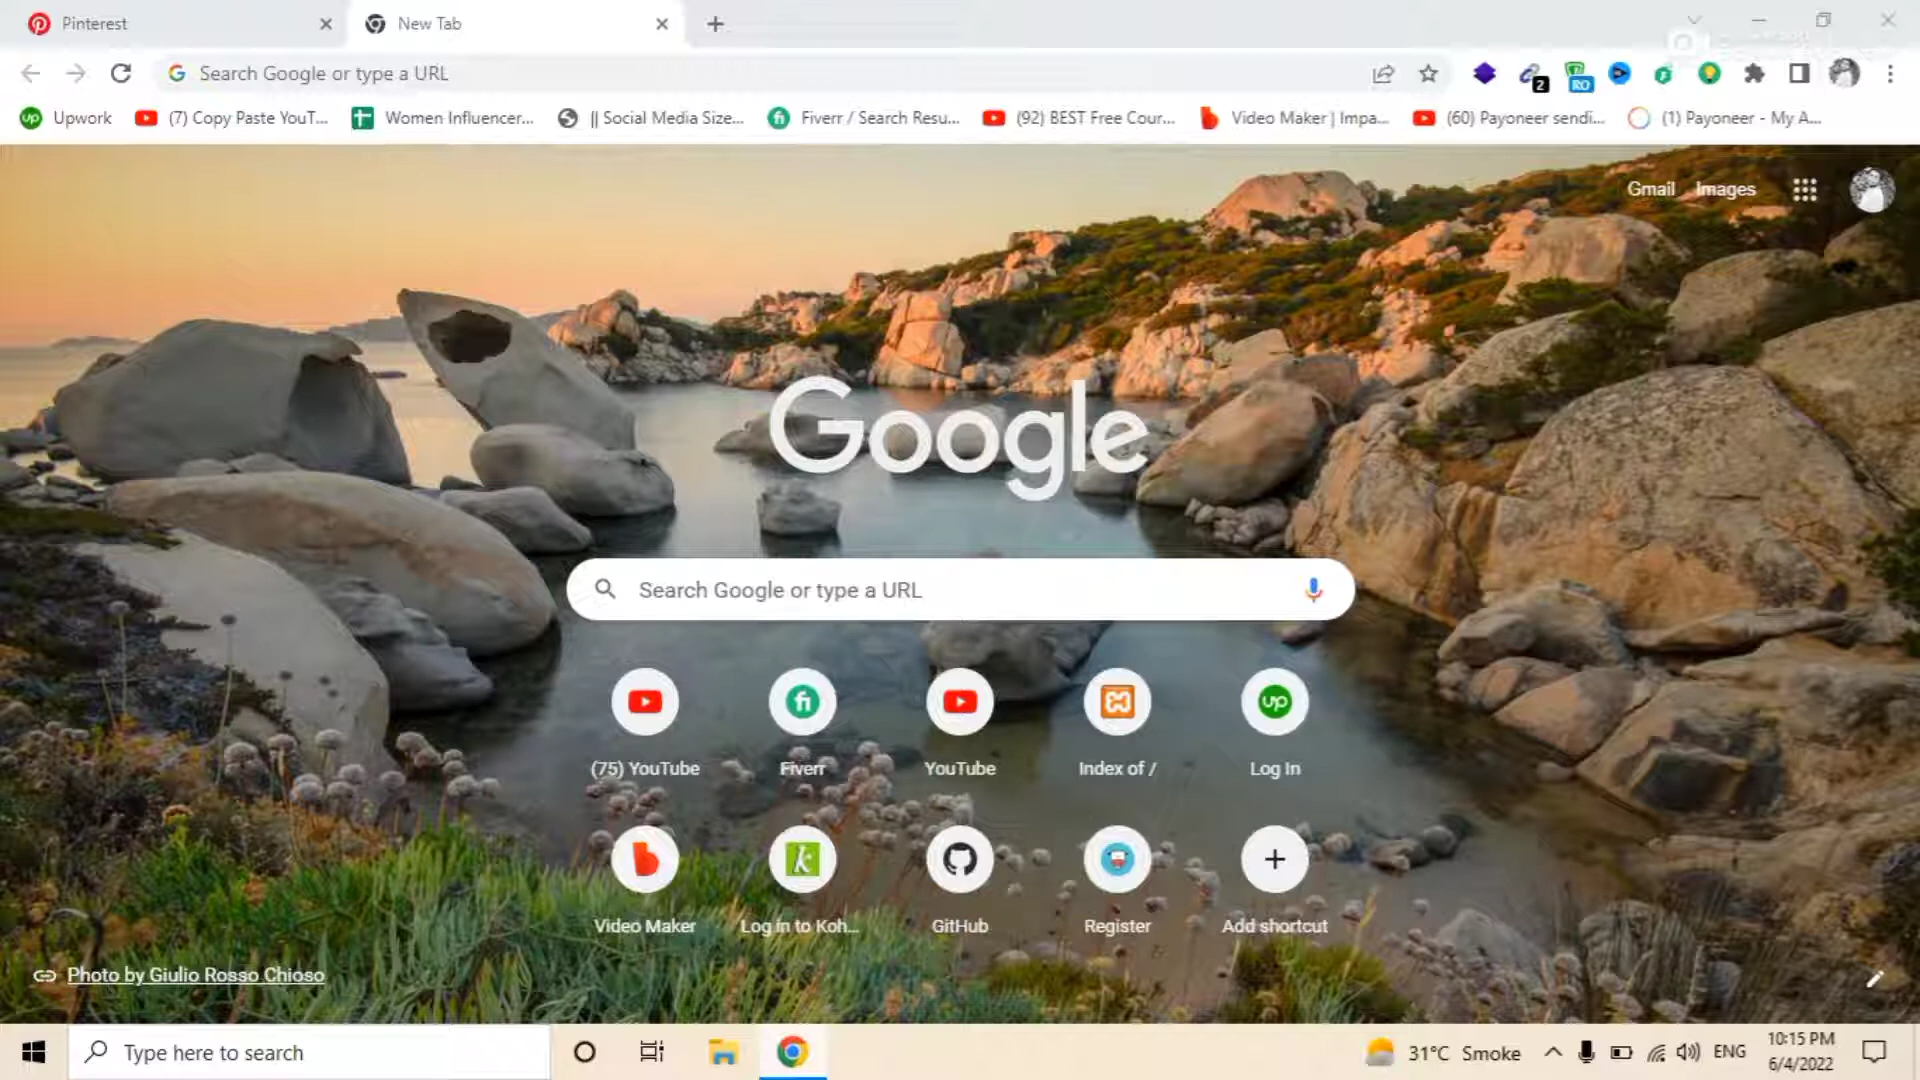 Pinterest
New Tab
Search Google or type a URL
2
RO
Upwork
(7) Copy Paste YouT...
Women Influencer...
|| Social Media Size...
Fiverr / Search Resu...
(92) BEST Free Cour...
Video Maker | Impa...
(60) Payoneer sendi...
(1) Payoneer - My A...
Gmail
Images
Google
Search Google or type a URL
(75) YouTube
Fiverr
YouTube
Index of /
Log In
Video Maker
Log in to Koh...
GitHub
Register
Add shortcut
Photo by Giulio Rosso Chioso
Type here to search
31°C Smoke
ENG
10:15 PM
6/4/2022